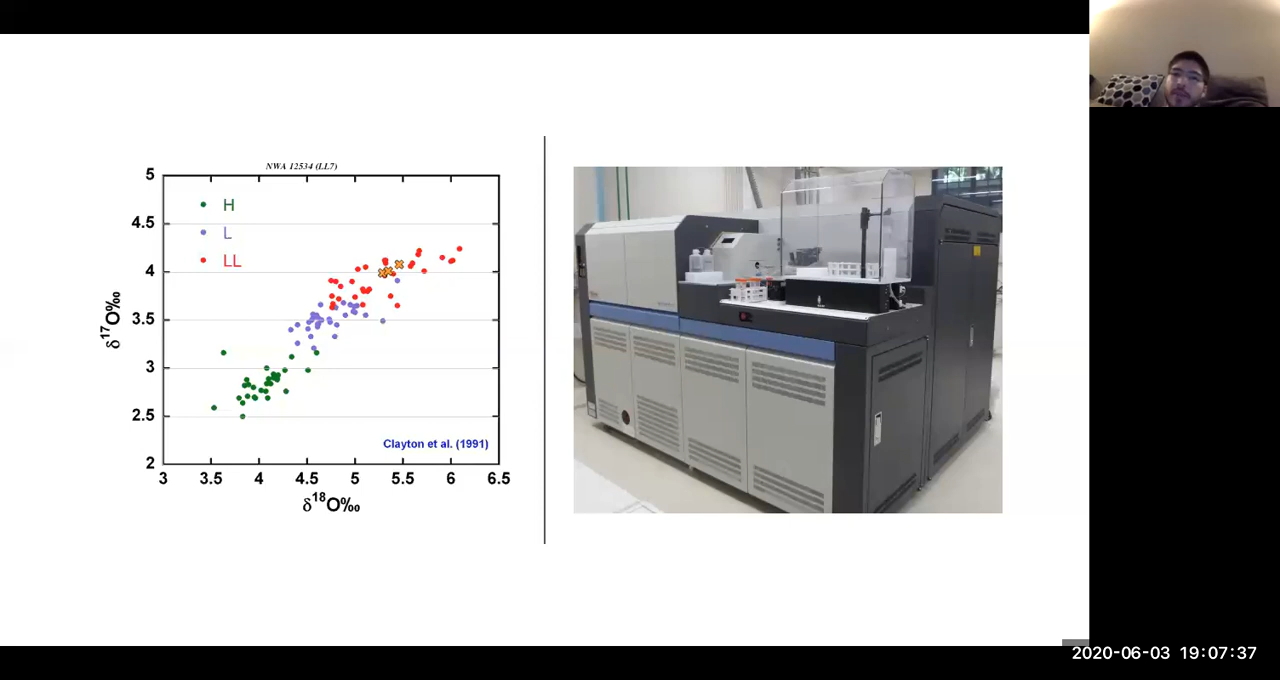 NWA 12534 (LL7)
5
4.5
4
3.5
3
2.5
2
H
L
LL
Clayton et al. (1991)
3 3.5 4 4.5 5 5.5 6 6.5
δ17O‰
δ18O‰
2020-06-03 19:07:37